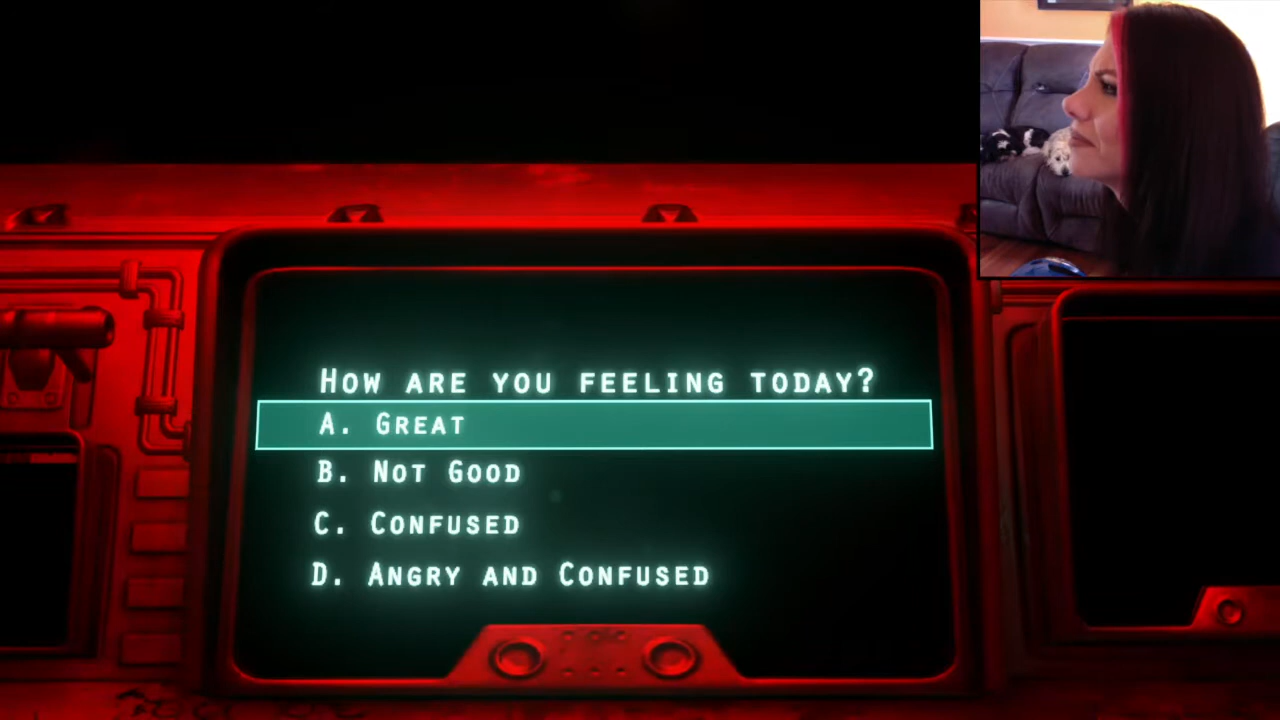 HOW ARE YOU FEELING TODAY?
A. GREAT
B. NOT GOOD
C. CONFUSED
D. ANGRY AND CONFUSED